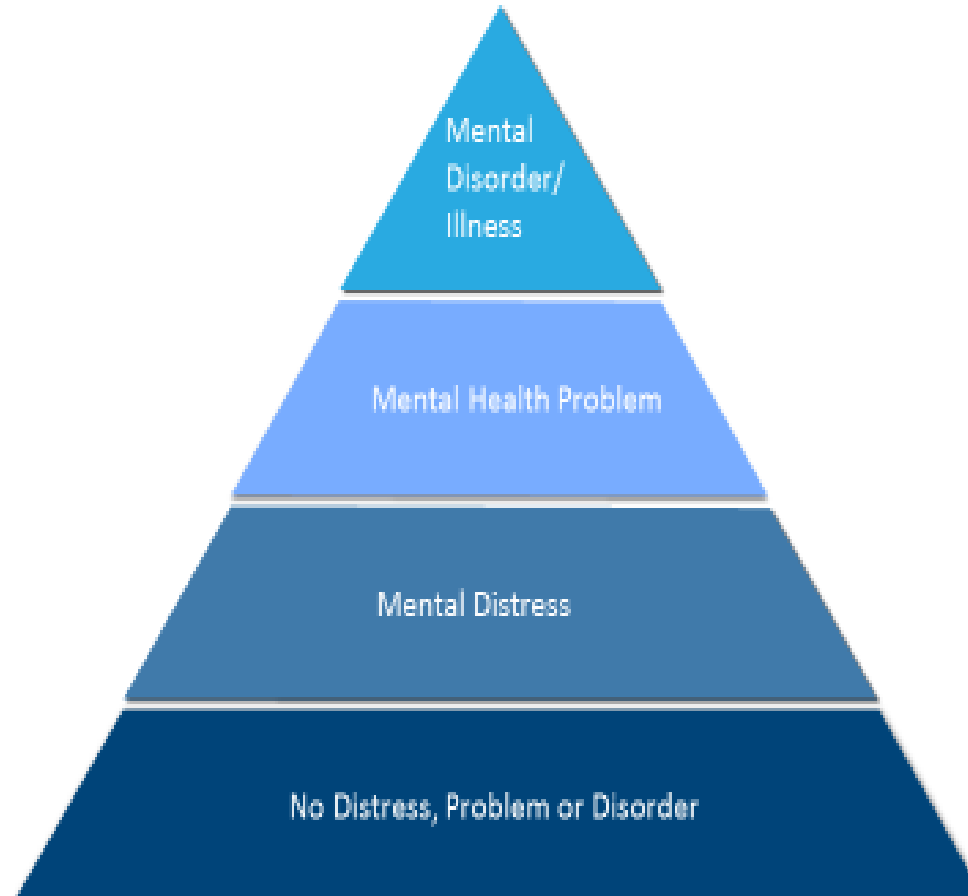 Mental
Disorder/
Illness
Mental Health Problem
Mental Distress
No Distress, Problem or Disorder